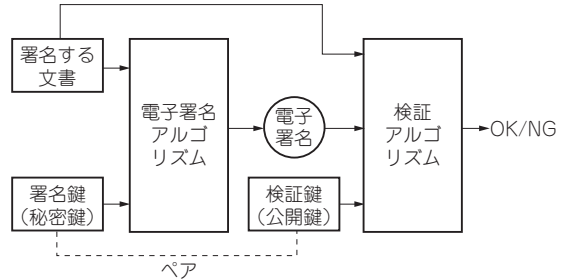 署名する
文書
電子署名
アルゴ
リズム
電子
署名
検証
アルゴ
リズム
OK/NG
署名鍵
（秘密鍵）
検証鍵
（公開鍵）
ペア